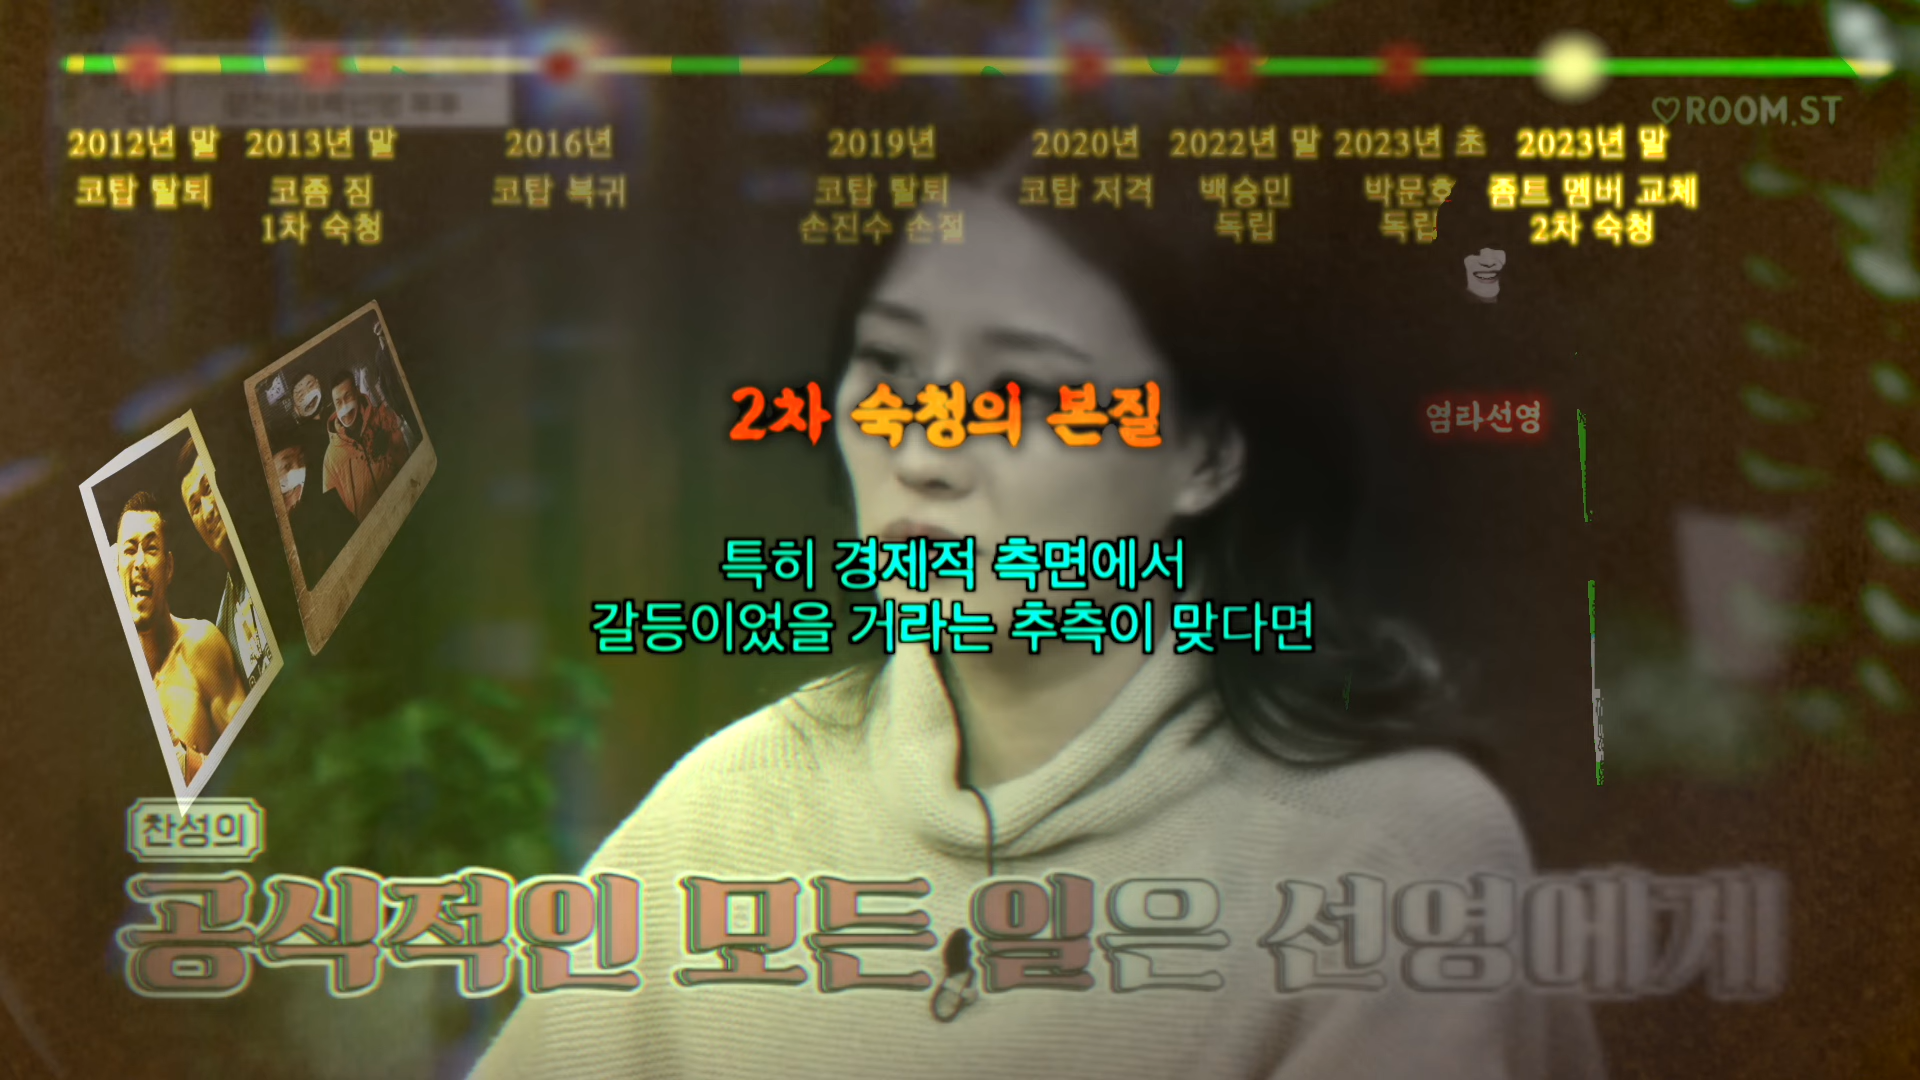 ♡ROOM.ST
2012년 말
코탑 탈퇴
2013년 말
코좀 짐
1차 숙청
2016년
코탑 복귀
2019년
코탑 탈퇴
손진수 손절
2020년
코탑 저격
2022년 말
백승민
독립
2023년 초
박문호
독립
2023년 말
좀트 멤버 교체
2차 숙청
2차 숙청의 본질
염라선영
특히 경제적 측면에서
갈등이었을 거라는 추측이 맞다면
찬성의
공식적인 모든 일은 선영에게